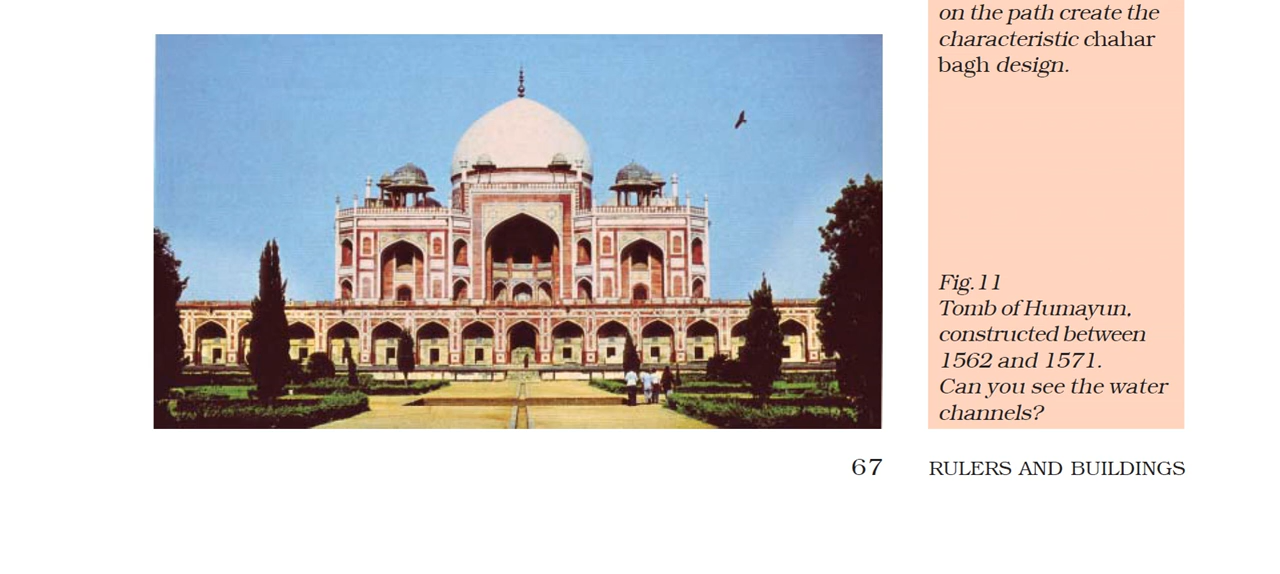 on the path create the
characteristic chahar
bagh design.
Fig.11
Tomb of Humayun,
constructed between
1562 and 1571.
Can you see the water
channels?
67 RULERS AND BUILDINGS